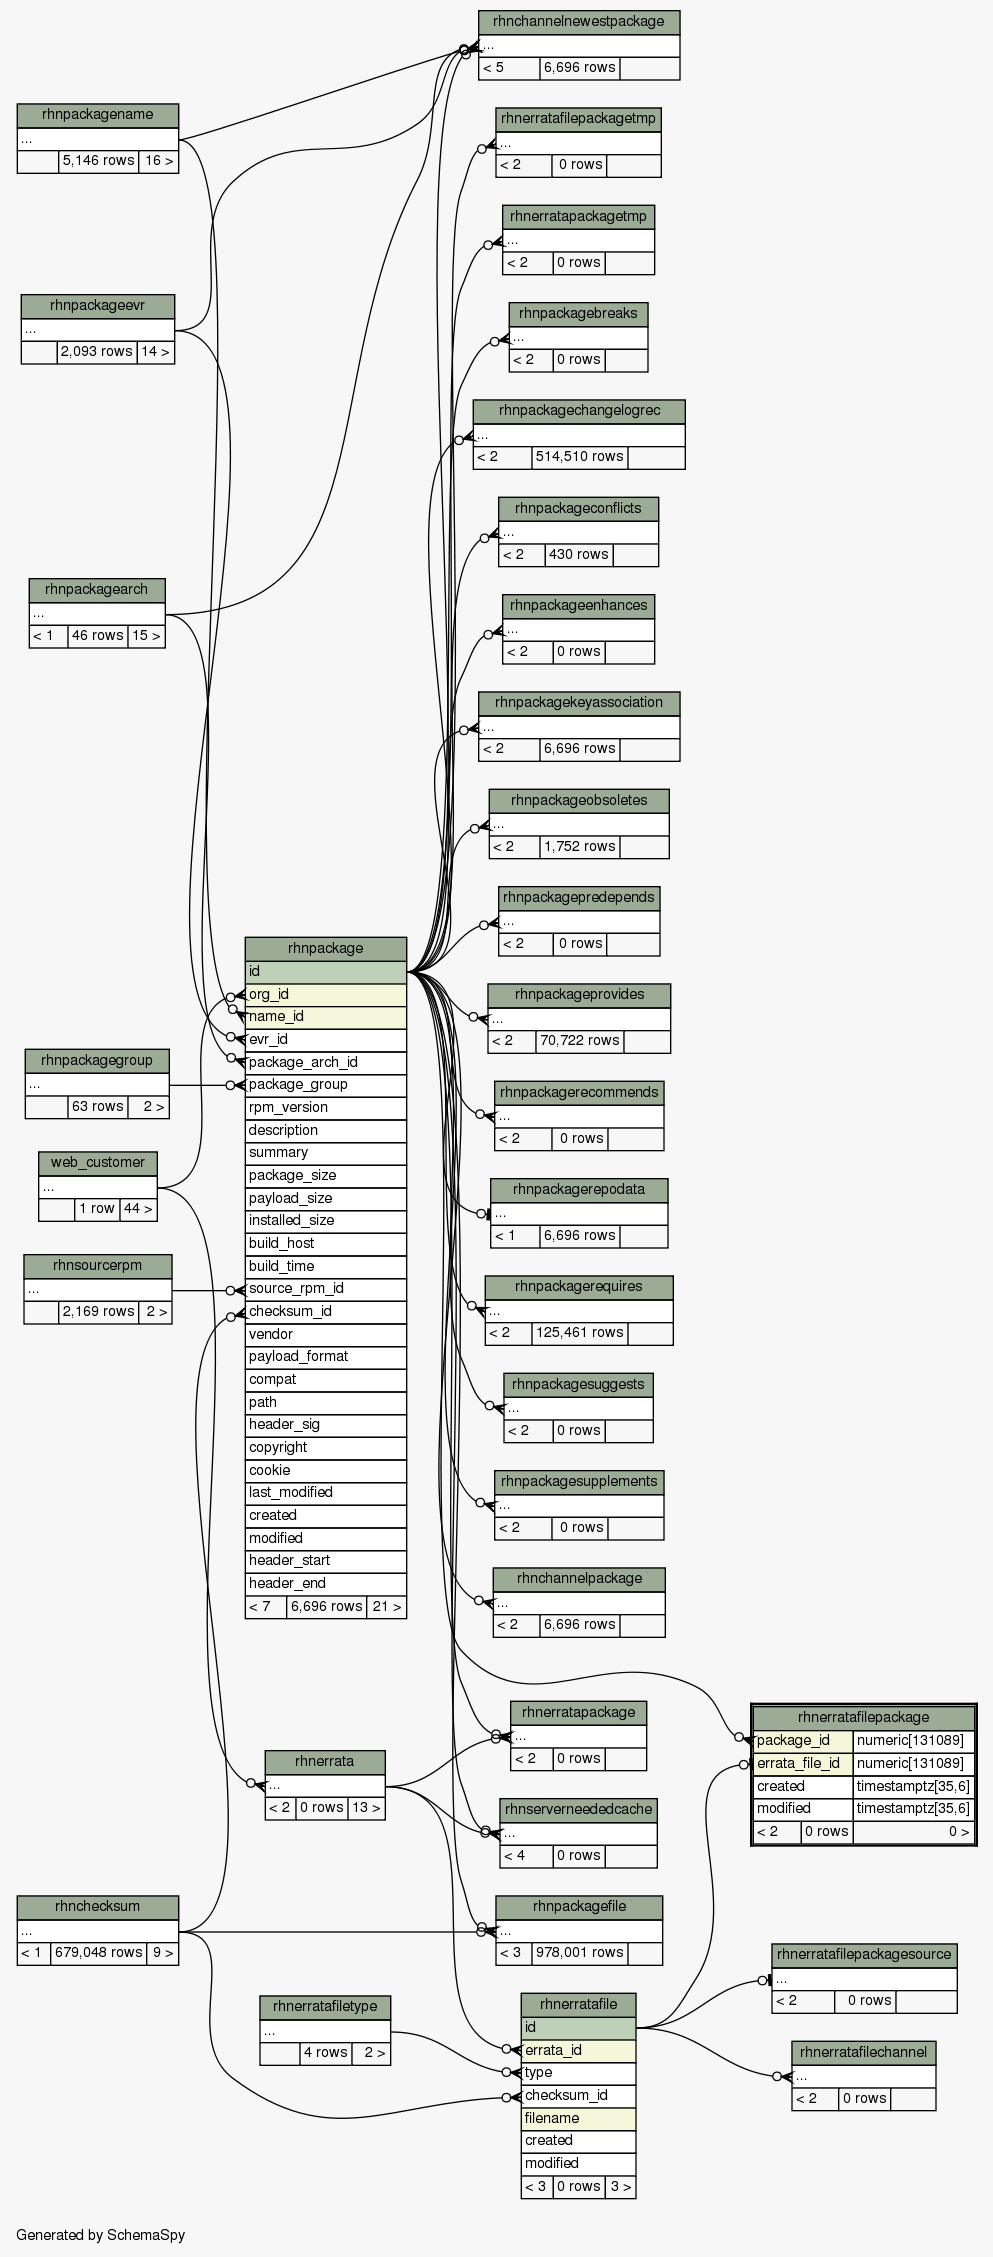 rhnchannelnewestpackage
...
< 5 6,696 rows
rhnpackagename
...
5,146 rows 16 >
rhnerratafilepackagetmp
...
< 2 0 rows
rhnerratapackagetmp
...
< 2 0 rows
rhnpackageevr
...
2,093 rows 14 >
rhnpackagebreaks
...
< 2 0 rows
rhnpackagechangelogrec
...
< 2 514,510 rows
rhnpackageconflicts
...
< 2 430 rows
rhnpackagearch
...
< 1 46 rows 15 >
rhnpackageenhances
...
< 2 0 rows
rhnpackagekeyassociation
...
< 2 6,696 rows
rhnpackageobsoletes
...
< 2 1,752 rows
rhnpackagepredepends
...
< 2 0 rows
rhnpackage
id
org_id
name_id
evr_id
package_arch_id
package_group
rpm_version
description
summary
package_size
payload_size
installed_size
build_host
build_time
source_rpm_id
checksum_id
vendor
payload_format
compat
path
header_sig
copyright
cookie
last_modified
created
modified
header_start
header_end
< 7 6,696 rows 21 >
rhnpackageprovides
...
< 2 70,722 rows
rhnpackagegroup
...
63 rows 2 >
rhnpackagerecommends
...
< 2 0 rows
web_customer
...
1 row 44 >
rhnpackagerepodata
...
< 1 6,696 rows
rhnsourcerpm
...
2,169 rows 2 >
rhnpackagerequires
...
< 2 125,461 rows
rhnpackagesuggests
...
< 2 0 rows
rhnpackagesupplements
...
< 2 0 rows
rhnchannelpackage
...
< 2 6,696 rows
rhnerratapackage
...
< 2 0 rows
rhnerratafilepackage
package_id numeric[131089]
errata_file_id numeric[131089]
created timestamptz[35,6]
modified timestamptz[35,6]
< 2 0 rows 0 >
rhnerrata
...
< 2 0 rows 13 >
rhnserverneededcache
...
< 4 0 rows
rhnchecksum
...
< 1 679,048 rows 9 >
rhnpackagefile
...
< 3 978,001 rows
rhnerratafilepackagesource
...
< 2 0 rows
rhnerratafiletype
...
4 rows 2 >
rhnerratafile
id
errata_id
type
checksum_id
filename
created
modified
< 3 0 rows 3 >
rhnerratafilechannel
...
< 2 0 rows
Generated by SchemaSpy